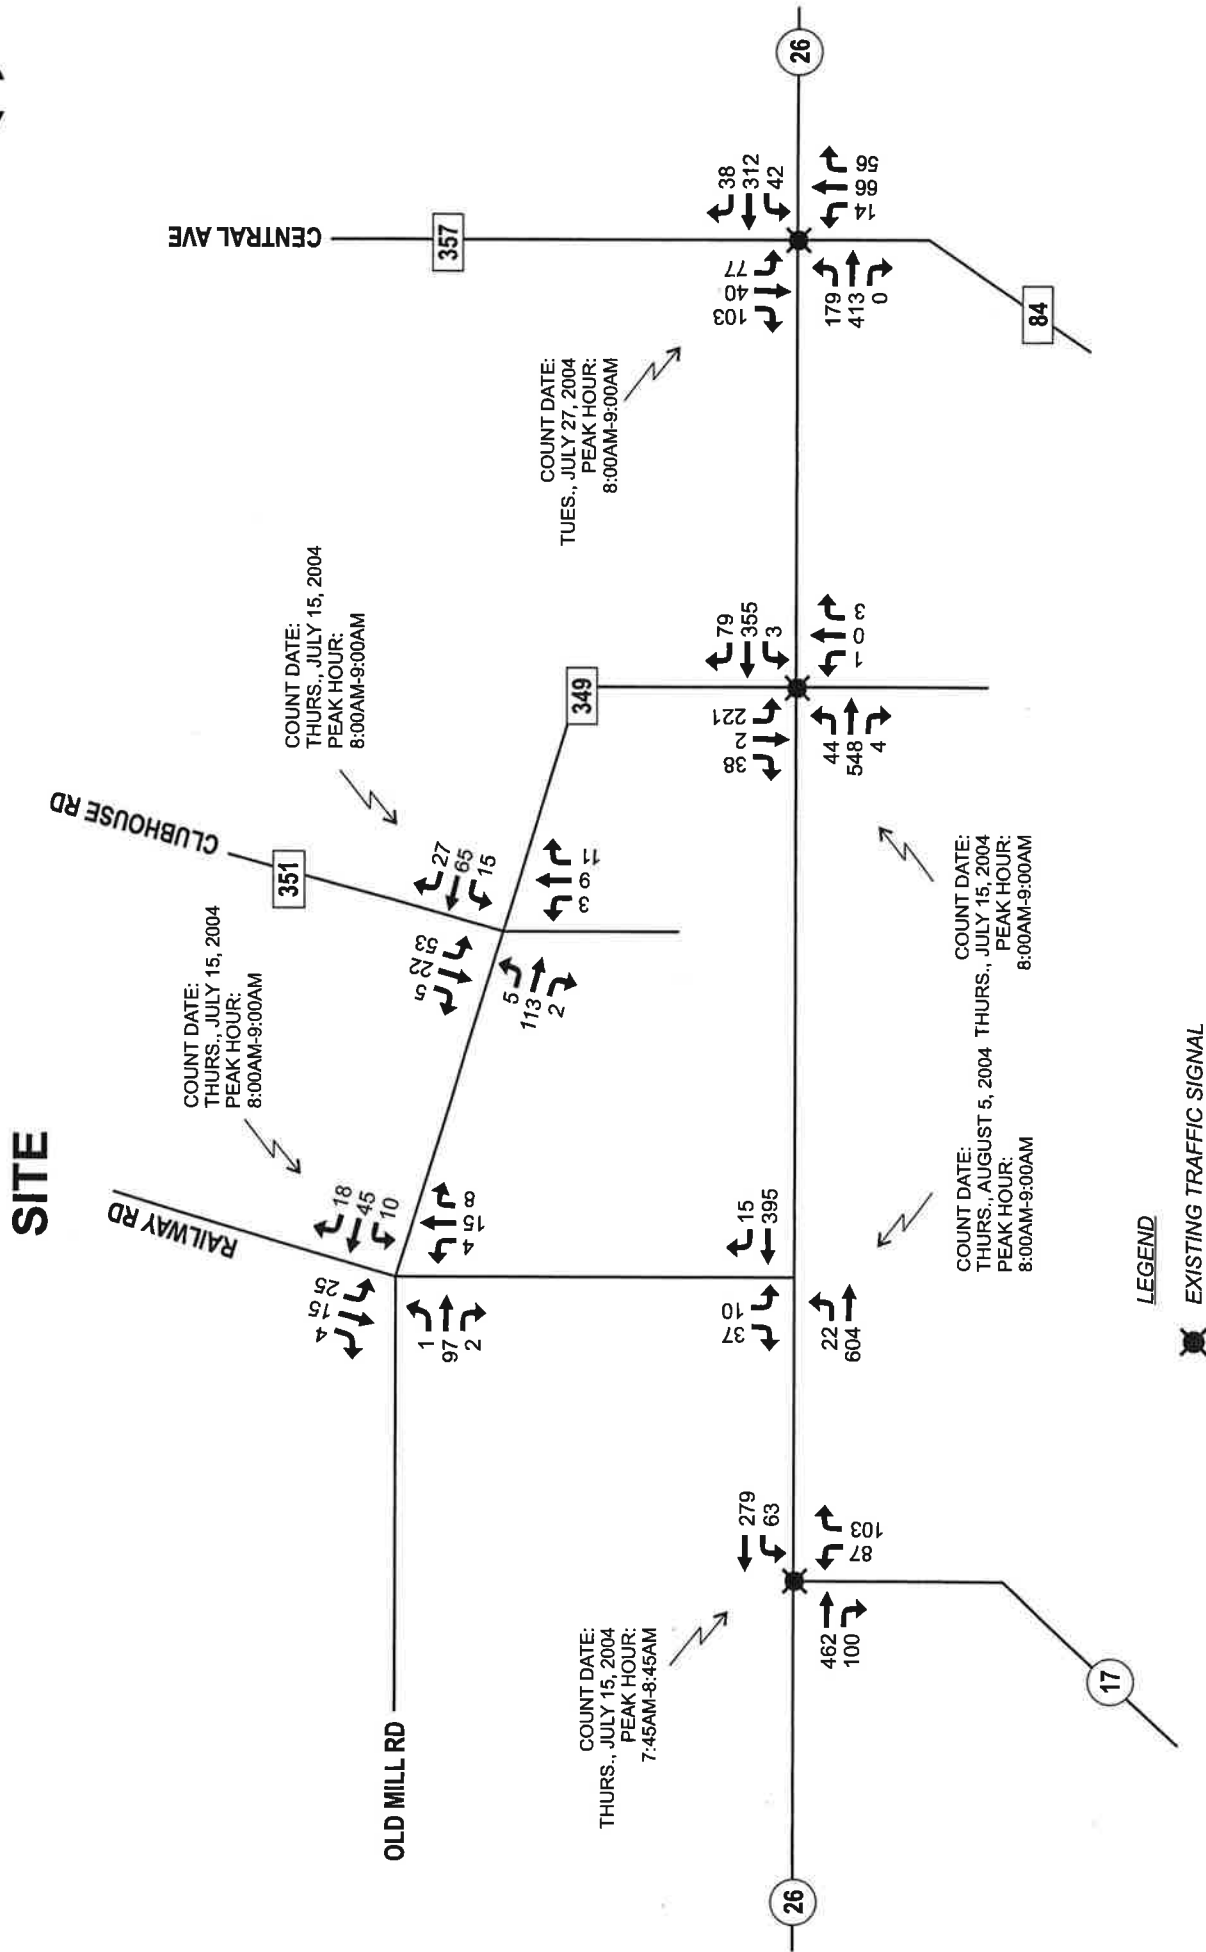 SITE
RAILWAY RD
CLUBHOUSE RD
351
CENTRAL AVE
357
COUNT DATE:
THURS., JULY 15, 2004
PEAK HOUR:
8:00AM-9:00AM
COUNT DATE:
THURS., JULY 15, 2004
PEAK HOUR:
8:00AM-9:00AM
OLD MILL RD
4
15
25
18
45
10
1
97
2
4
15
8
5
22
53
27
65
15
5
113
2
3
9
11
349
COUNT DATE:
TUES., JULY 27, 2004
PEAK HOUR:
8:00AM-9:00AM
COUNT DATE:
THURS., JULY 15, 2004
PEAK HOUR:
7:45AM-8:45AM
26
279
63
462
100
87
103
17
37
10
15
395
22
604
38
2
221
79
355
3
44
548
4
1
0
3
103
40
77
38
312
42
179
413
0
14
66
56
26
84
COUNT DATE:
THURS., AUGUST 5, 2004
PEAK HOUR:
8:00AM-9:00AM
COUNT DATE:
THURS., JULY 15, 2004
PEAK HOUR:
8:00AM-9:00AM
LEGEND
EXISTING TRAFFIC SIGNAL